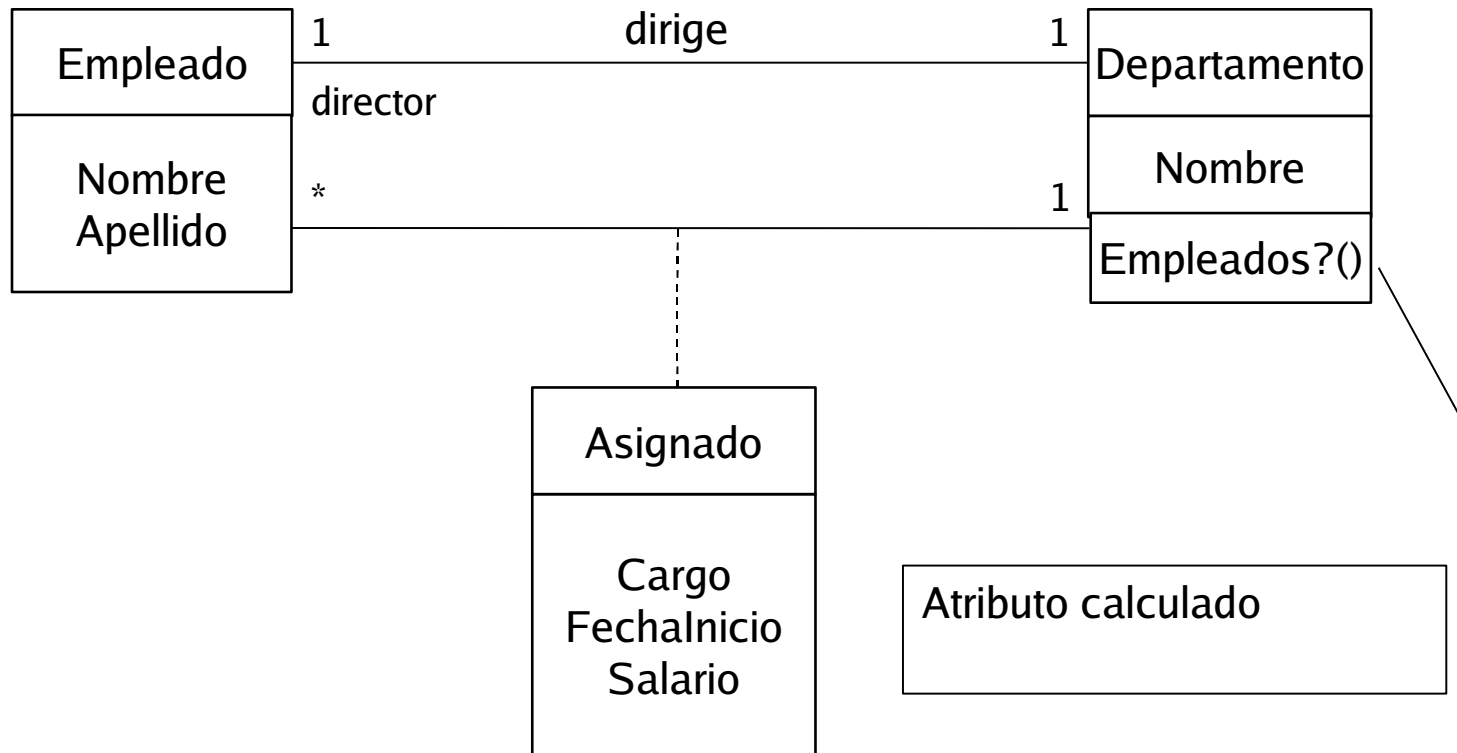 1 dirige 1
Empleado
Departamento
director
Nombre
Apellido
* 1
Nombre
Empleados?()
Asignado
Cargo
FechaInicio
Salario
Atributo calculado